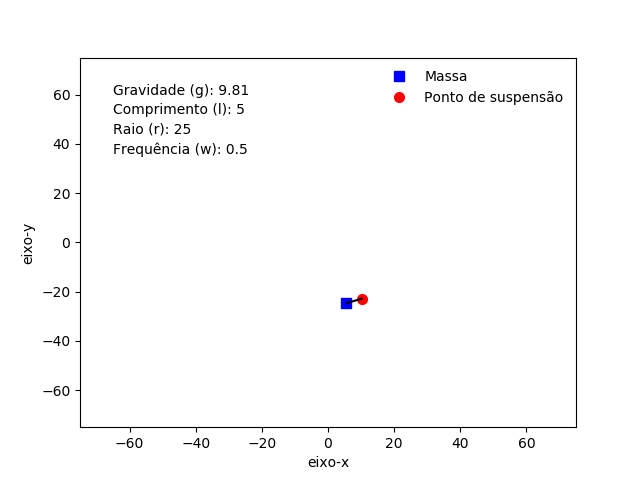 Gravidade (g): 9.81
Comprimento (l): 5
Raio (r): 25
Frequência (w): 0.5
Massa
Ponto de suspensão
60
40
20
0
−20
−40
−60
eixo-y
−60
−40
−20
0
20
40
60
eixo-x